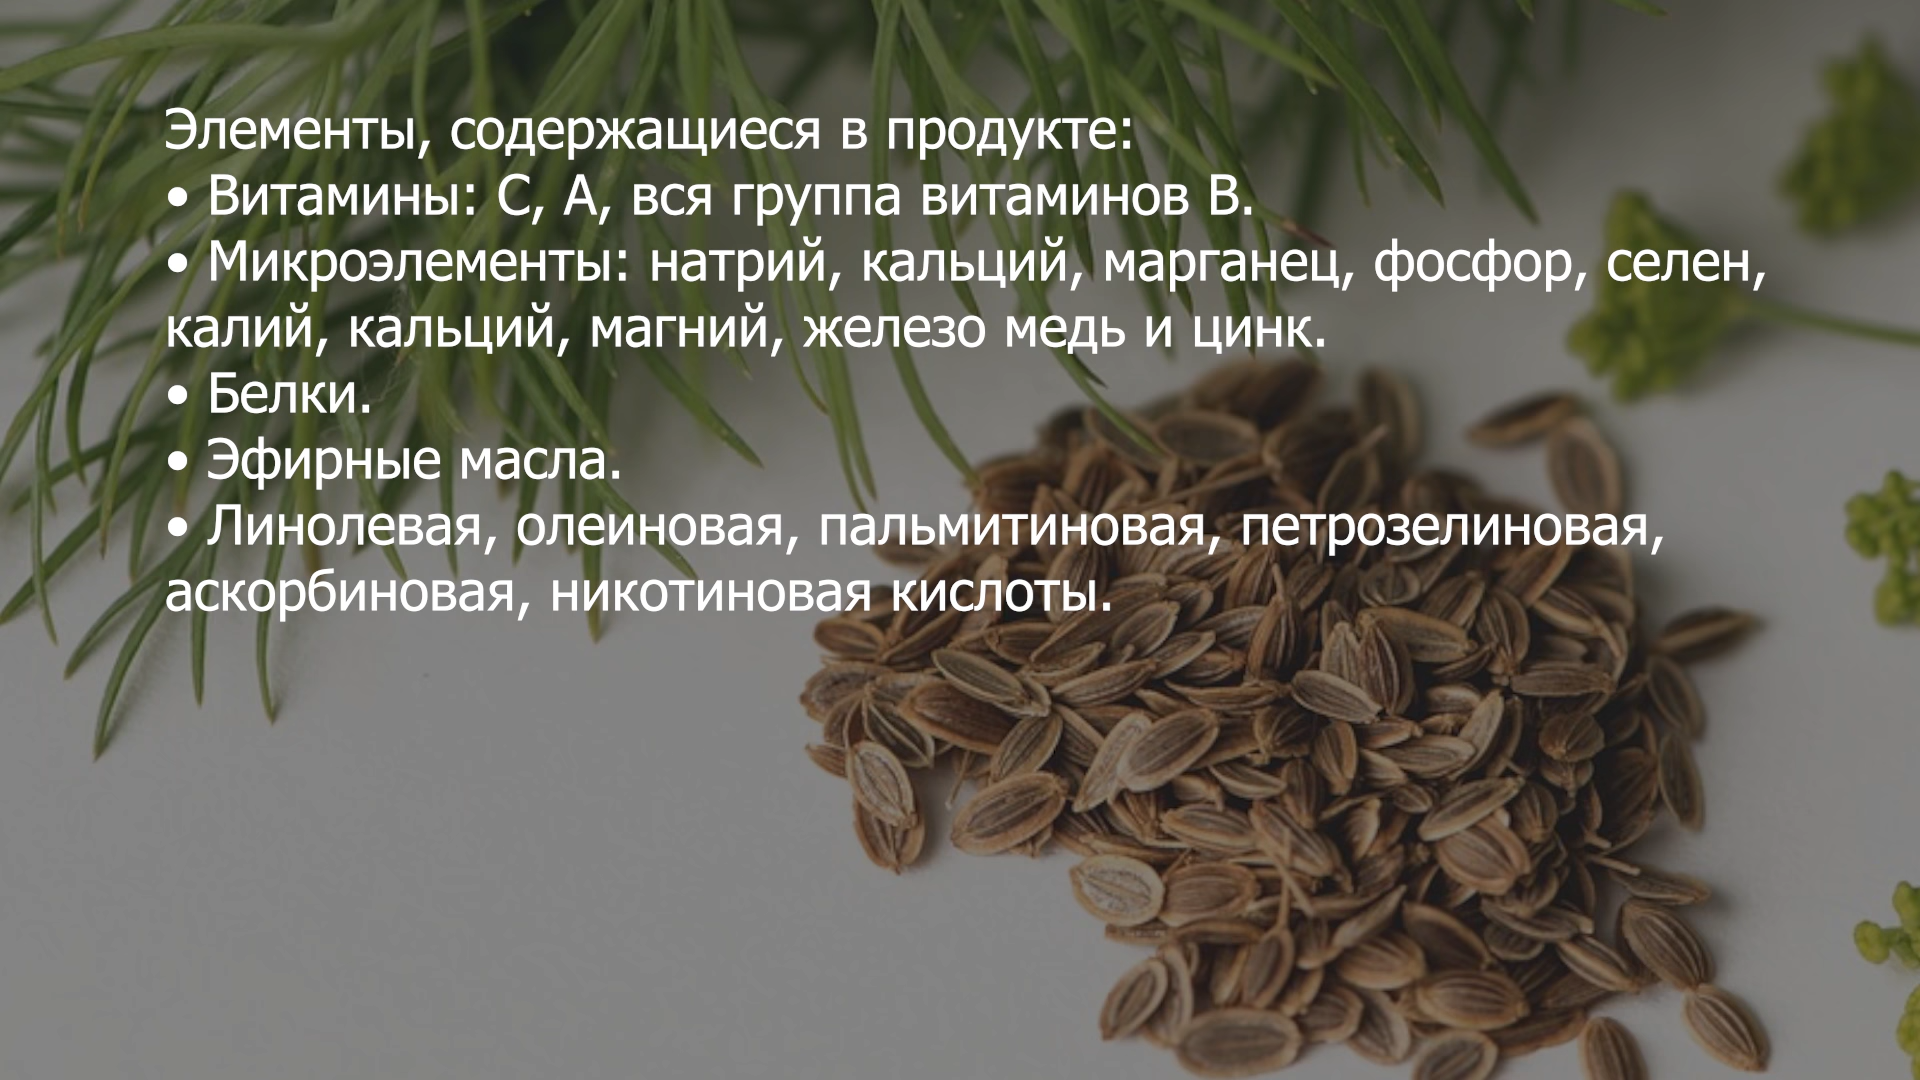 Элементы, содержащиеся в продукте:
• Витамины: С, А, вся группа витаминов В.
• Микроэлементы: натрий, кальций, марганец, фосфор, селен,
калий, кальций, магний, железо медь и цинк.
• Белки.
• Эфирные масла.
• Линолевая, олеиновая, пальмитиновая, петрозелиновая,
аскорбиновая, никотиновая кислоты.